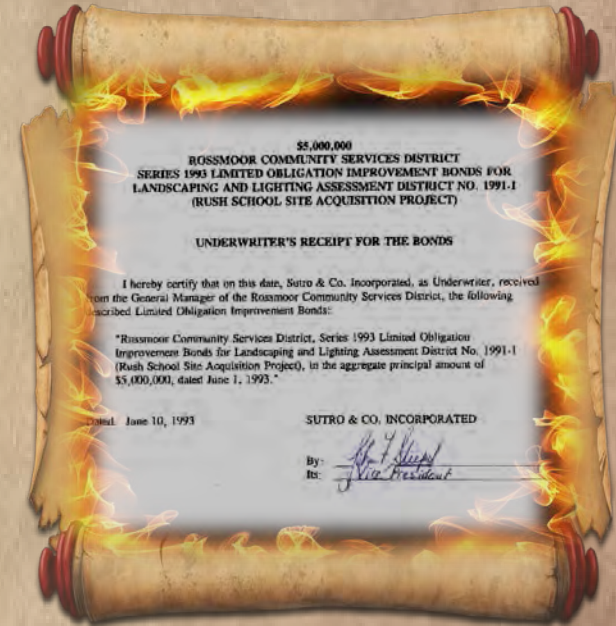 $5,000,000
ROSSMOOR COMMUNITY SERVICES DISTRICT
SERIES 1993 LIMITED OBLIGATION IMPROVEMENT BONDS FOR
LANDSCAPING AND LIGHTING ASSESSMENT DISTRICT NO. 1991-1
(RUSH SCHOOL SITE ACQUISITION PROJECT)
UNDERWRITER'S RECEIPT FOR THE BONDS
I hereby certify that on this date, Sutro & Co. Incorporated, as Underwriter, received
from the General Manager of the Rossmoor Community Services District, the following
described Limited Obligation Improvement Bonds:
"Rossmoor Community Services District, Series 1993 Limited Obligation
Improvement Bonds for Landscaping and Lighting Assessment District No. 1991-1
(Rush School Site Acquisition Project), in the aggregate principal amount of
$5,000,000, dated June 1, 1993."
Dated: June 10, 1993 SUTRO & CO. INCORPORATED
By:
Its: Vice President